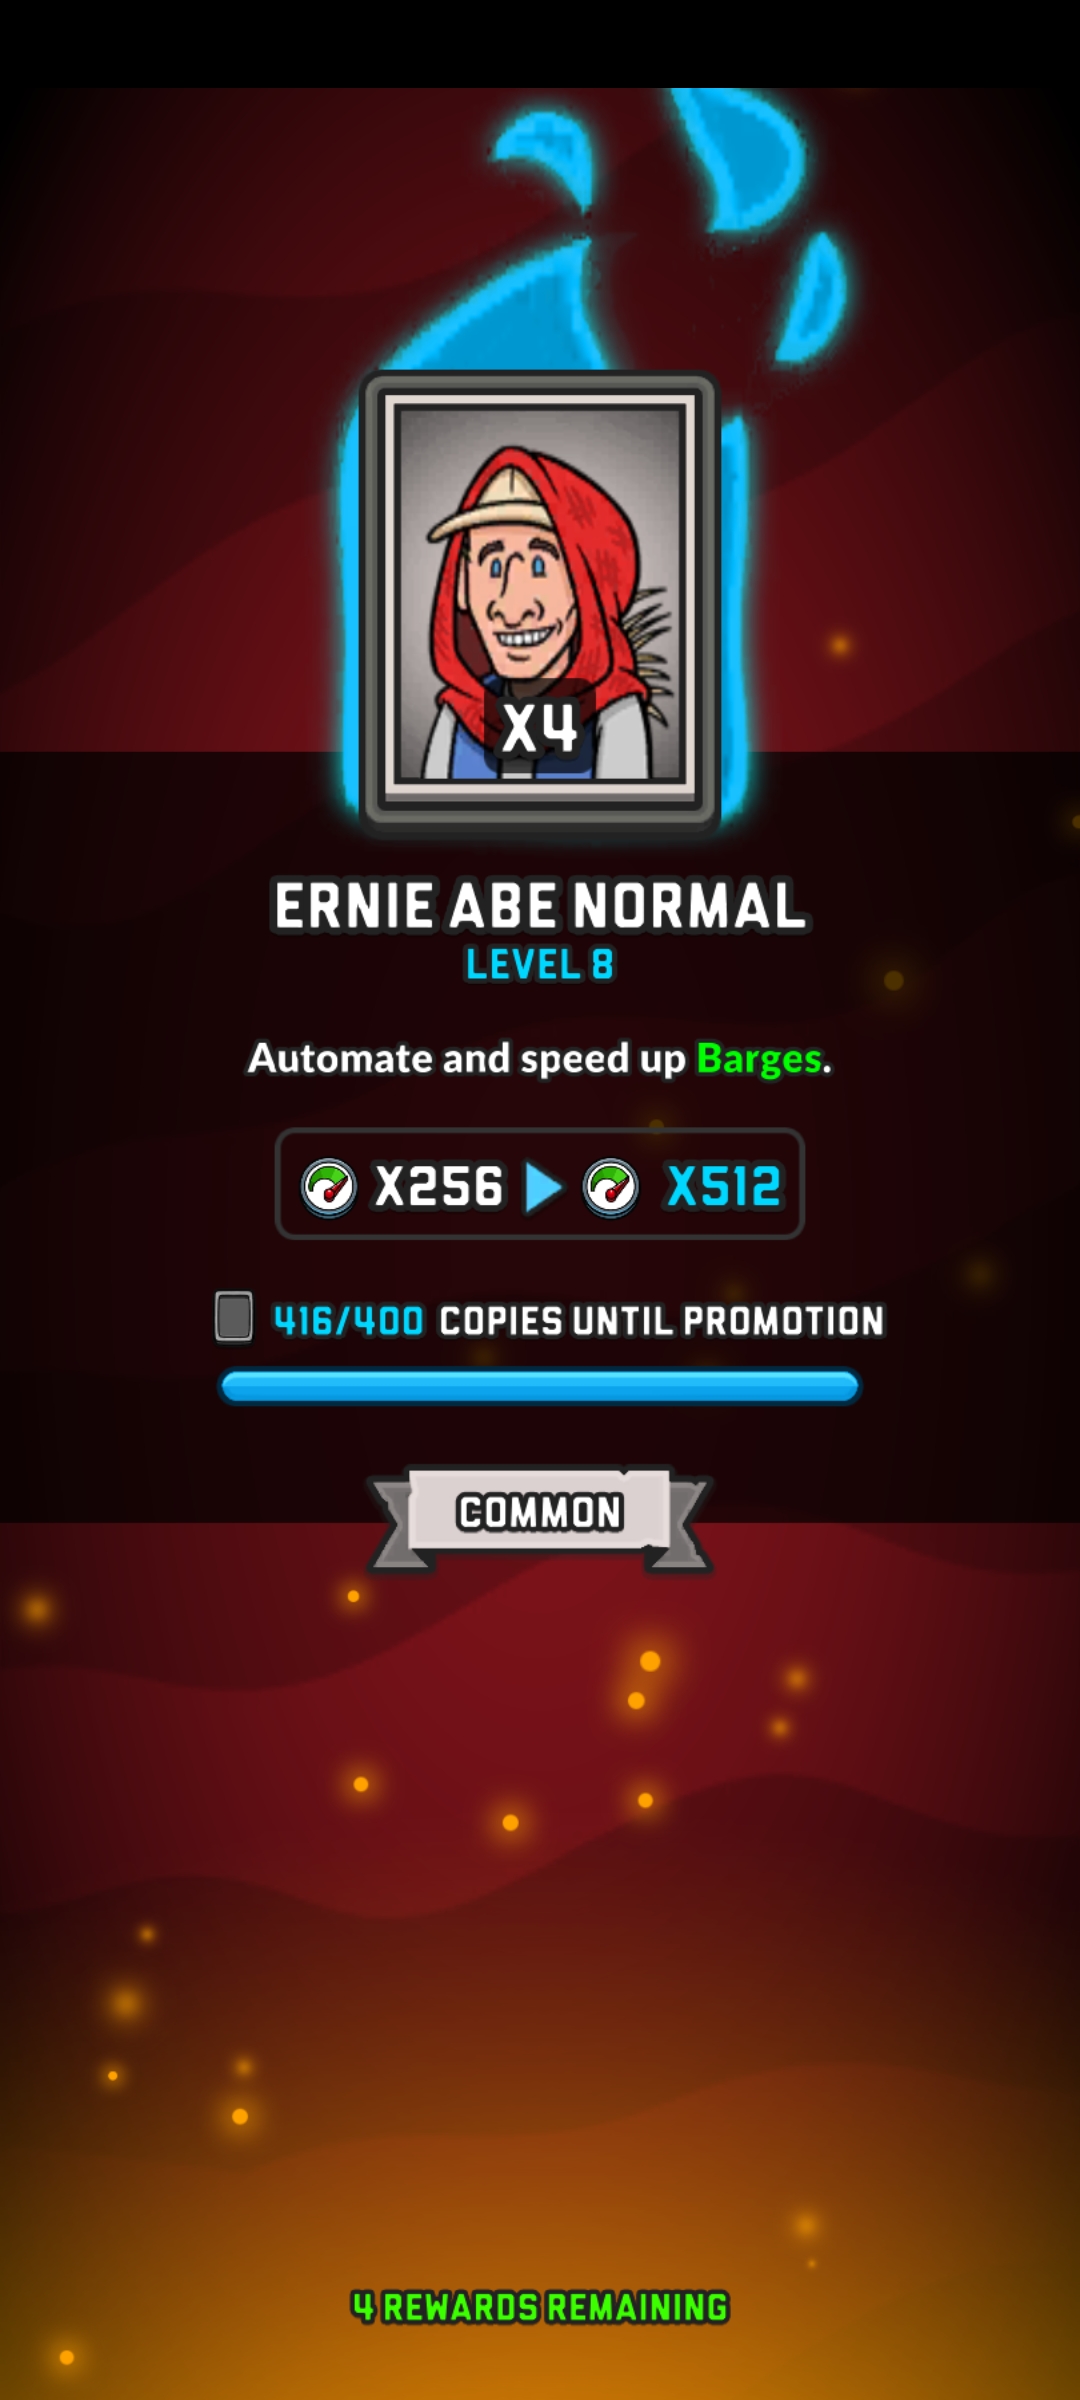 X4
ERNIE ABE NORMAL
LEVEL 8
Automate and speed up Barges.
X256 X512
416/400 COPIES UNTIL PROMOTION
COMMON
4 REWARDS REMAINING